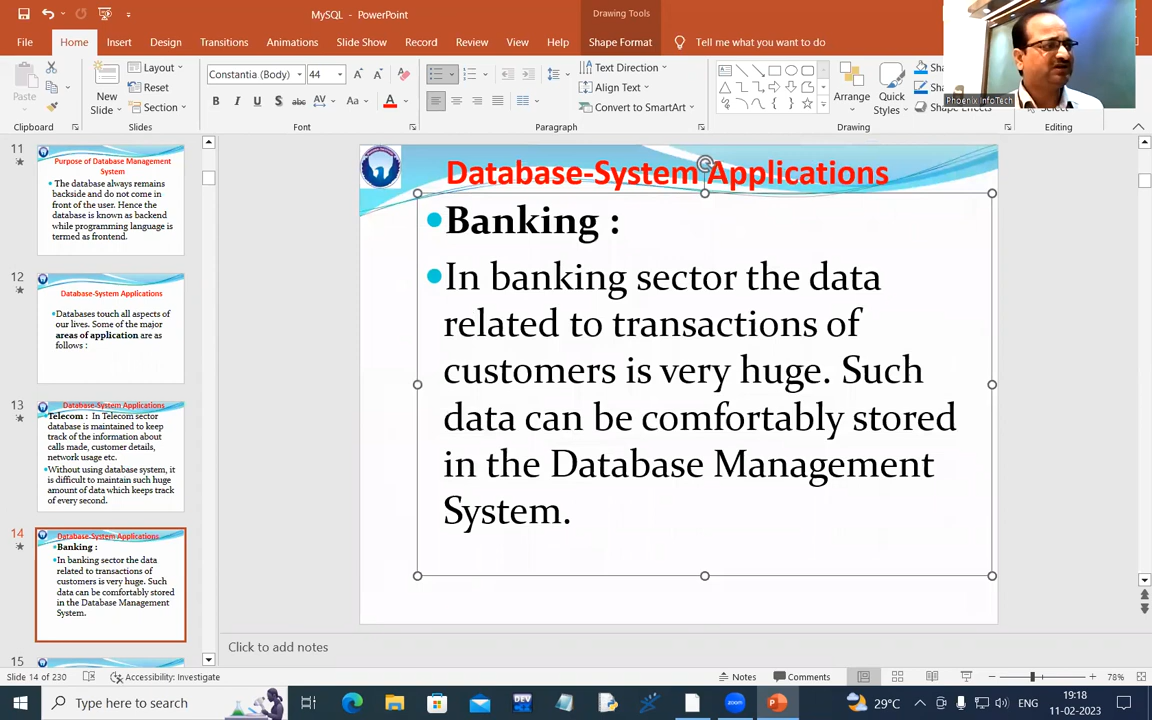 MySQL - PowerPoint
Drawing Tools
File
Home
Insert
Design
Transitions
Animations
Slide Show
Record
Review
View
Help
Shape Format
Tell me what you want to do
Paste
New
Slide
Layout
Reset
Section
Constantia (Body)
44
B I U S abc AV Aa A
Text Direction
Align Text
Convert to SmartArt
Arrange
Quick
Styles
Phoenix InfoTech
Clipboard
Slides
Font
Paragraph
Drawing
Editing
11
Purpose of Database Management
System
The database always remains
backside and do not come in
front of the user. Hence the
database is known as backend
while programming language is
termed as frontend.
12
Database-System Applications
Databases touch all aspects of
our lives. Some of the major
areas of application are as
follows :
13
Database-System Applications
Telecom : In Telecom sector
database is maintained to keep
track of the information about
calls made, customer details,
network usage etc.
Without using database system, it
is difficult to maintain such huge
amount of data which keeps track
of every second.
14
Database-System Applications
Banking :
In banking sector the data
related to transactions of
customers is very huge. Such
data can be comfortably stored
in the Database Management
System.
15
Database-System Applications
Banking :
In banking sector the data
related to transactions of
customers is very huge. Such
data can be comfortably stored
in the Database Management
System.
Click to add notes
Slide 14 of 230
Accessibility: Investigate
Notes
Comments
78%
Type here to search
DEV
29°C
ENG
19:18
11-02-2023